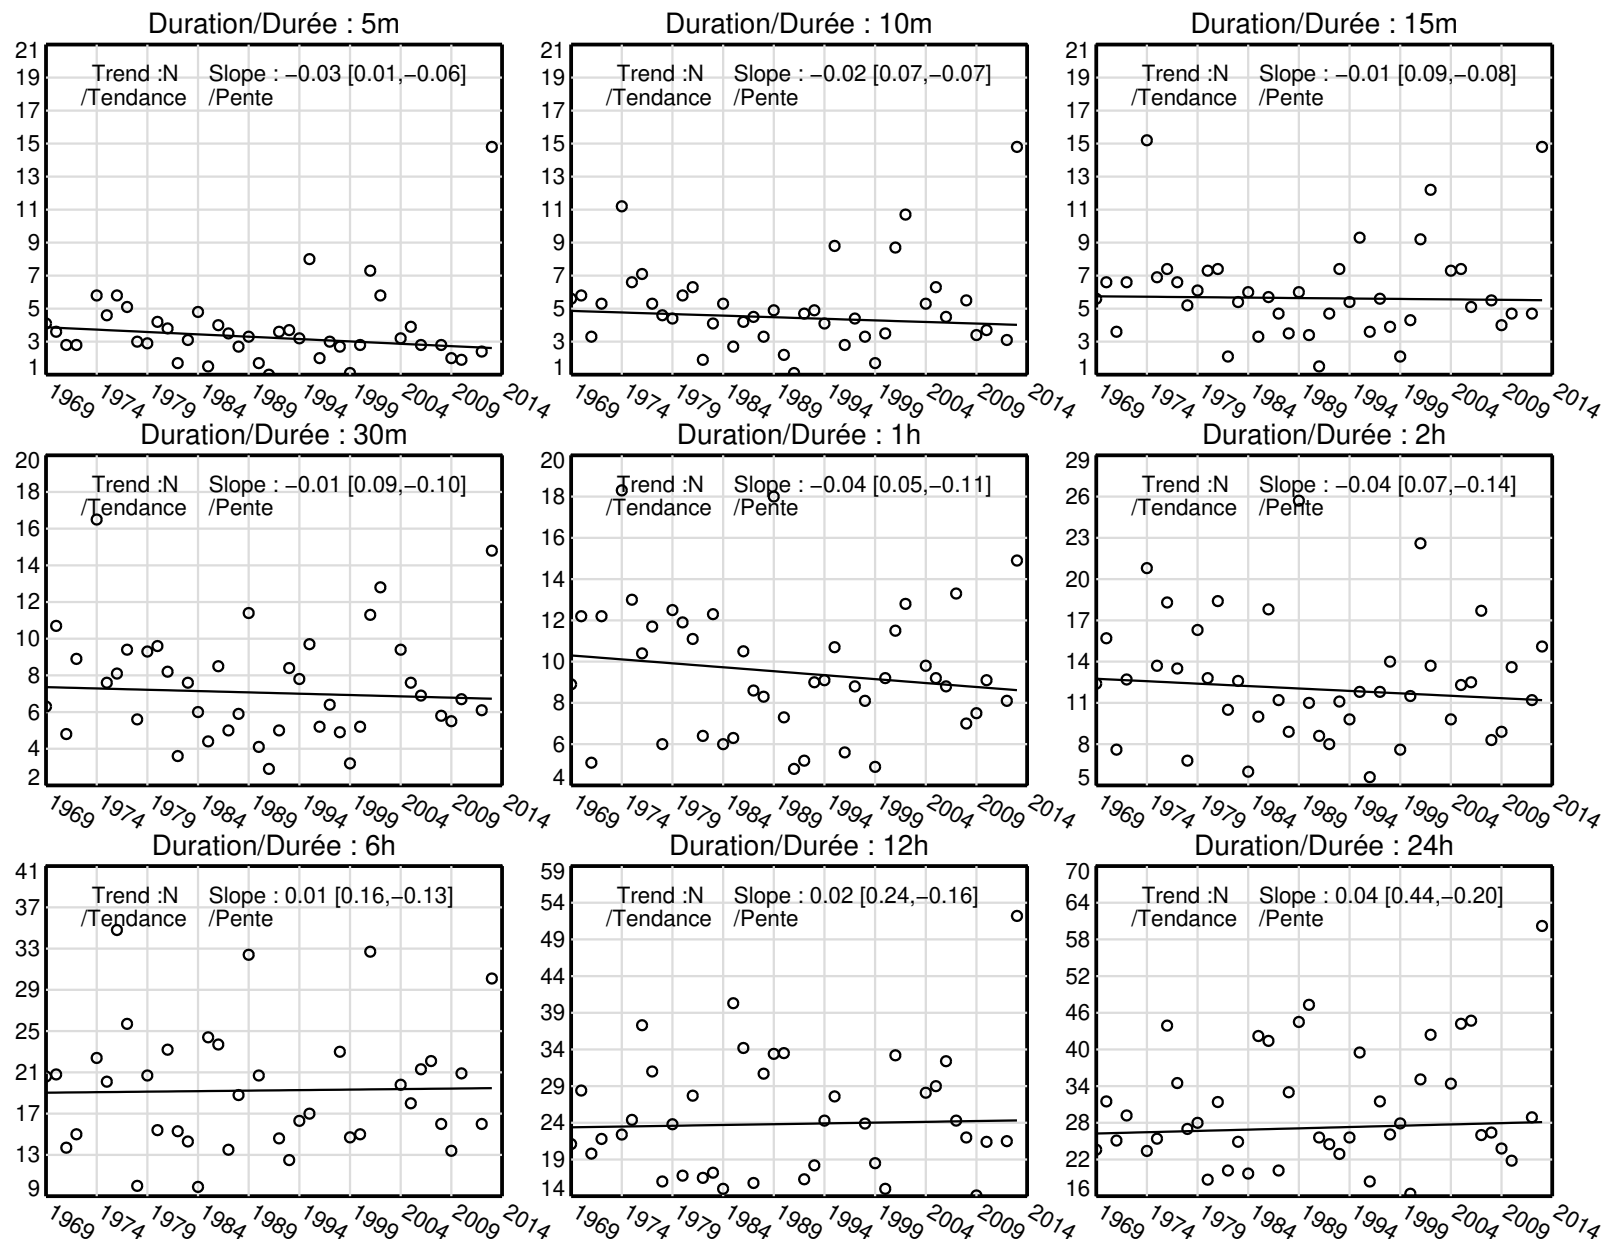 Duration/Durée : 5m
Trend :N Slope : −0.03 [0.01,−0.06]
/Tendance /Pente
21
19
17
15
13
11
9
7
5
3
1
1969 1974 1979 1984 1989 1994 1999 2004 2009 2014
Duration/Durée : 10m
Trend :N Slope : −0.02 [0.07,−0.07]
/Tendance /Pente
21
19
17
15
13
11
9
7
5
3
1
1969 1974 1979 1984 1989 1994 1999 2004 2009 2014
Duration/Durée : 15m
Trend :N Slope : −0.01 [0.09,−0.08]
/Tendance /Pente
21
19
17
15
13
11
9
7
5
3
1
1969 1974 1979 1984 1989 1994 1999 2004 2009 2014
Duration/Durée : 30m
Trend :N Slope : −0.01 [0.09,−0.10]
/Tendance /Pente
20
18
16
14
12
10
8
6
4
2
1969 1974 1979 1984 1989 1994 1999 2004 2009 2014
Duration/Durée : 1h
Trend :N Slope : −0.04 [0.05,−0.11]
/Tendance /Pente
20
18
16
14
12
10
8
6
4
1969 1974 1979 1984 1989 1994 1999 2004 2009 2014
Duration/Durée : 2h
Trend :N Slope : −0.04 [0.07,−0.14]
/Tendance /Pente
29
26
23
20
17
14
11
8
5
1969 1974 1979 1984 1989 1994 1999 2004 2009 2014
Duration/Durée : 6h
Trend :N Slope : 0.01 [0.16,−0.13]
/Tendance /Pente
41
37
33
29
25
21
17
13
9
1969 1974 1979 1984 1989 1994 1999 2004 2009 2014
Duration/Durée : 12h
Trend :N Slope : 0.02 [0.24,−0.16]
/Tendance /Pente
59
54
49
44
39
34
29
24
19
14
1969 1974 1979 1984 1989 1994 1999 2004 2009 2014
Duration/Durée : 24h
Trend :N Slope : 0.04 [0.44,−0.20]
/Tendance /Pente
70
64
58
52
46
40
34
28
22
16
1969 1974 1979 1984 1989 1994 1999 2004 2009 2014